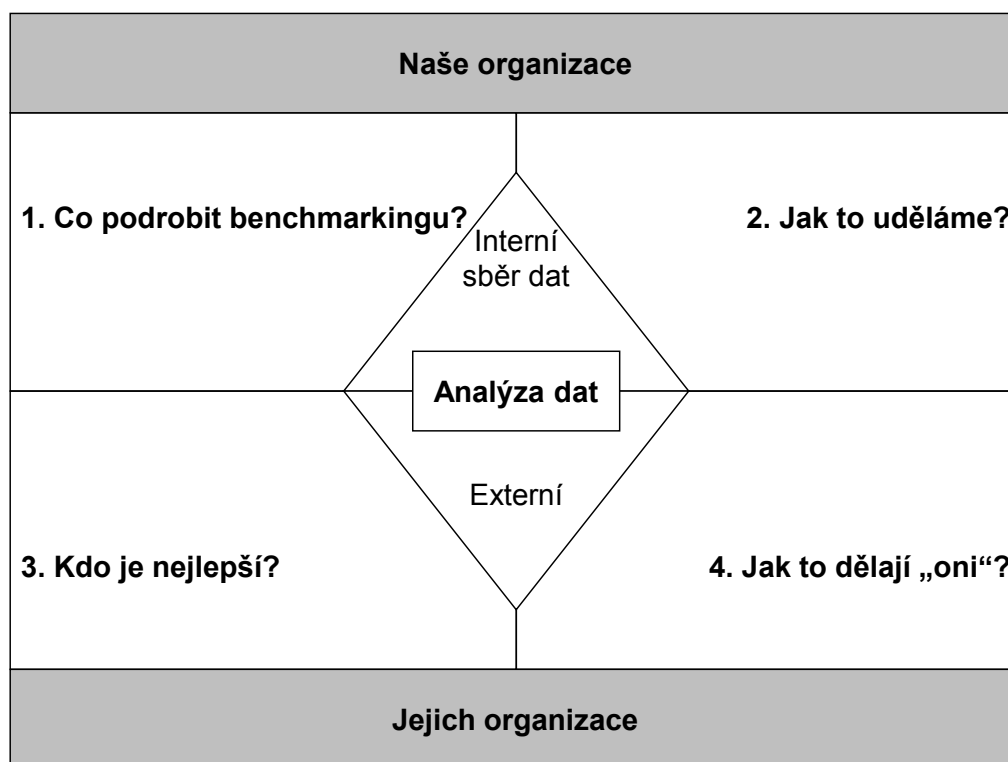 Naše organizace
1. Co podrobit benchmarkingu?
2. Jak to uděláme?
Interní
sběr dat
Analýza dat
Externí
3. Kdo je nejlepší?
4. Jak to dělají „oni“?
Jejich organizace